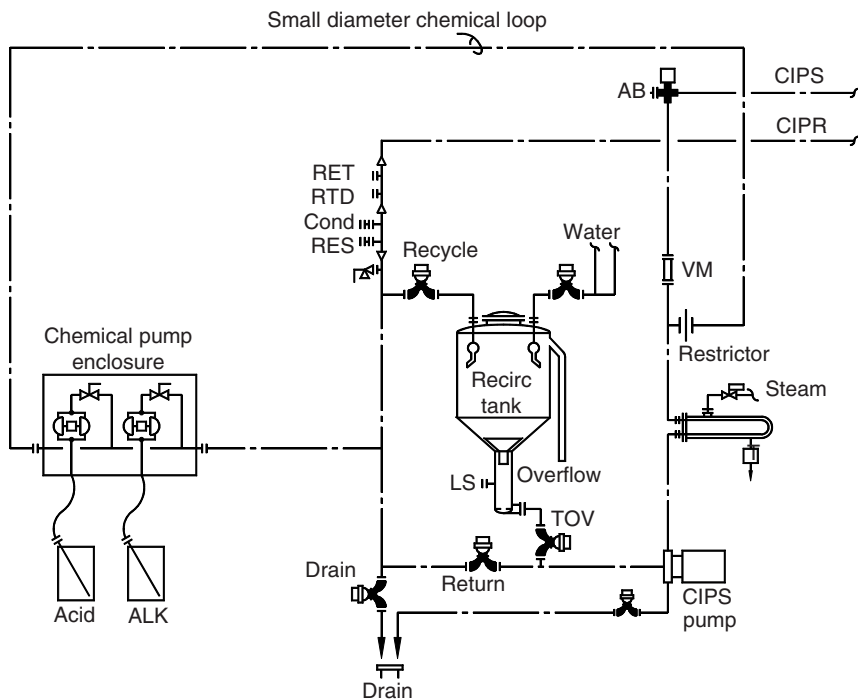 Small diameter chemical loop
AB
CIPS
CIPR
RET
RTD
Cond
RES
Recycle
Water
VM
Chemical pump
enclosure
Restrictor
Recirc
tank
Steam
LS
Overflow
TOV
Drain
Return
CIPS
pump
Acid
ALK
Drain